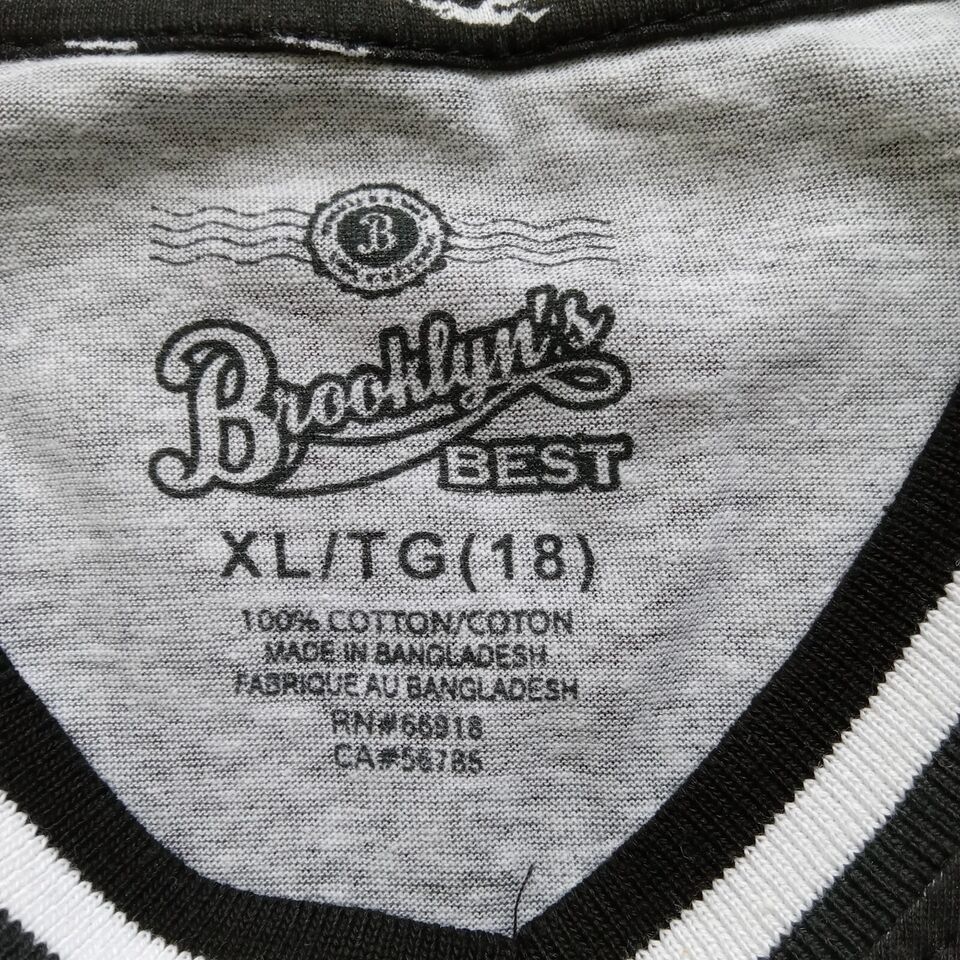 B
Brooklyn's
BEST
XL/TG(18)
100% COTTON/COTON
MADE IN BANGLADESH
FABRIQUE AU BANGLADESH
RN#66918
CA#56785